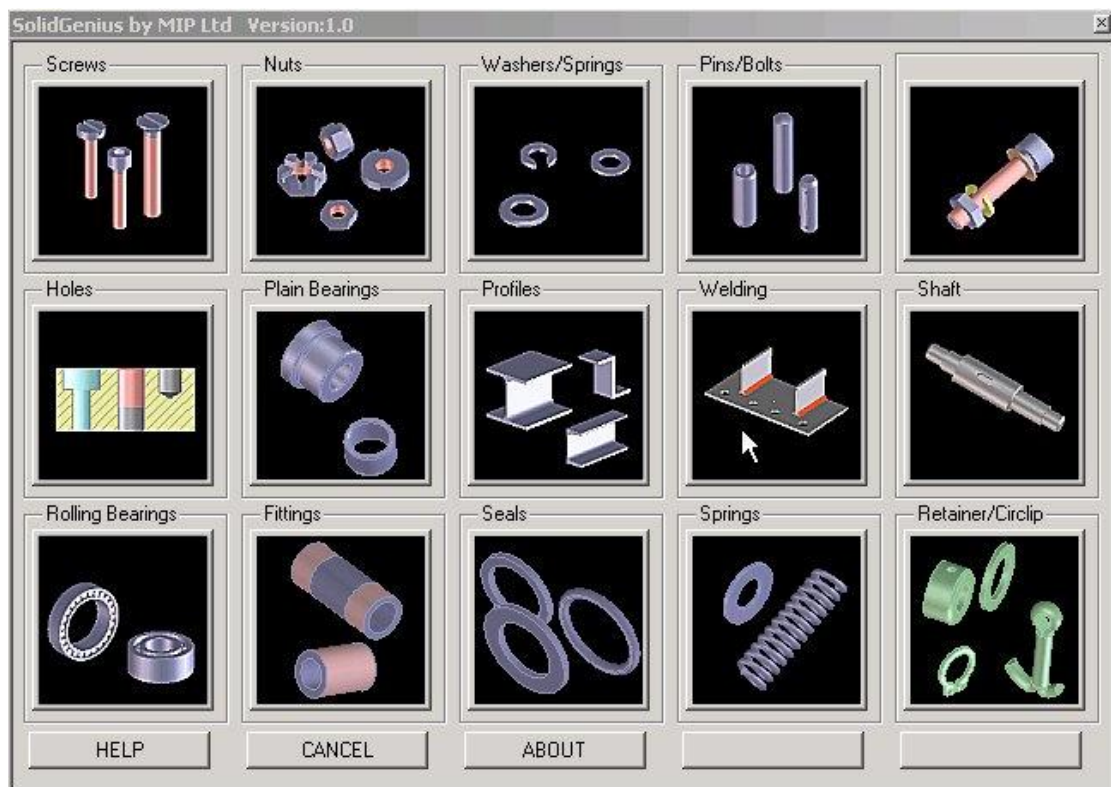 SolidGenius by MIP Ltd Version:1.0
Screws
Nuts
Washers/Springs
Pins/Bolts
Holes
Plain Bearings
Profiles
Welding
Shaft
Rolling Bearings
Fittings
Seals
Springs
Retainer/Circlip
HELP
CANCEL
ABOUT